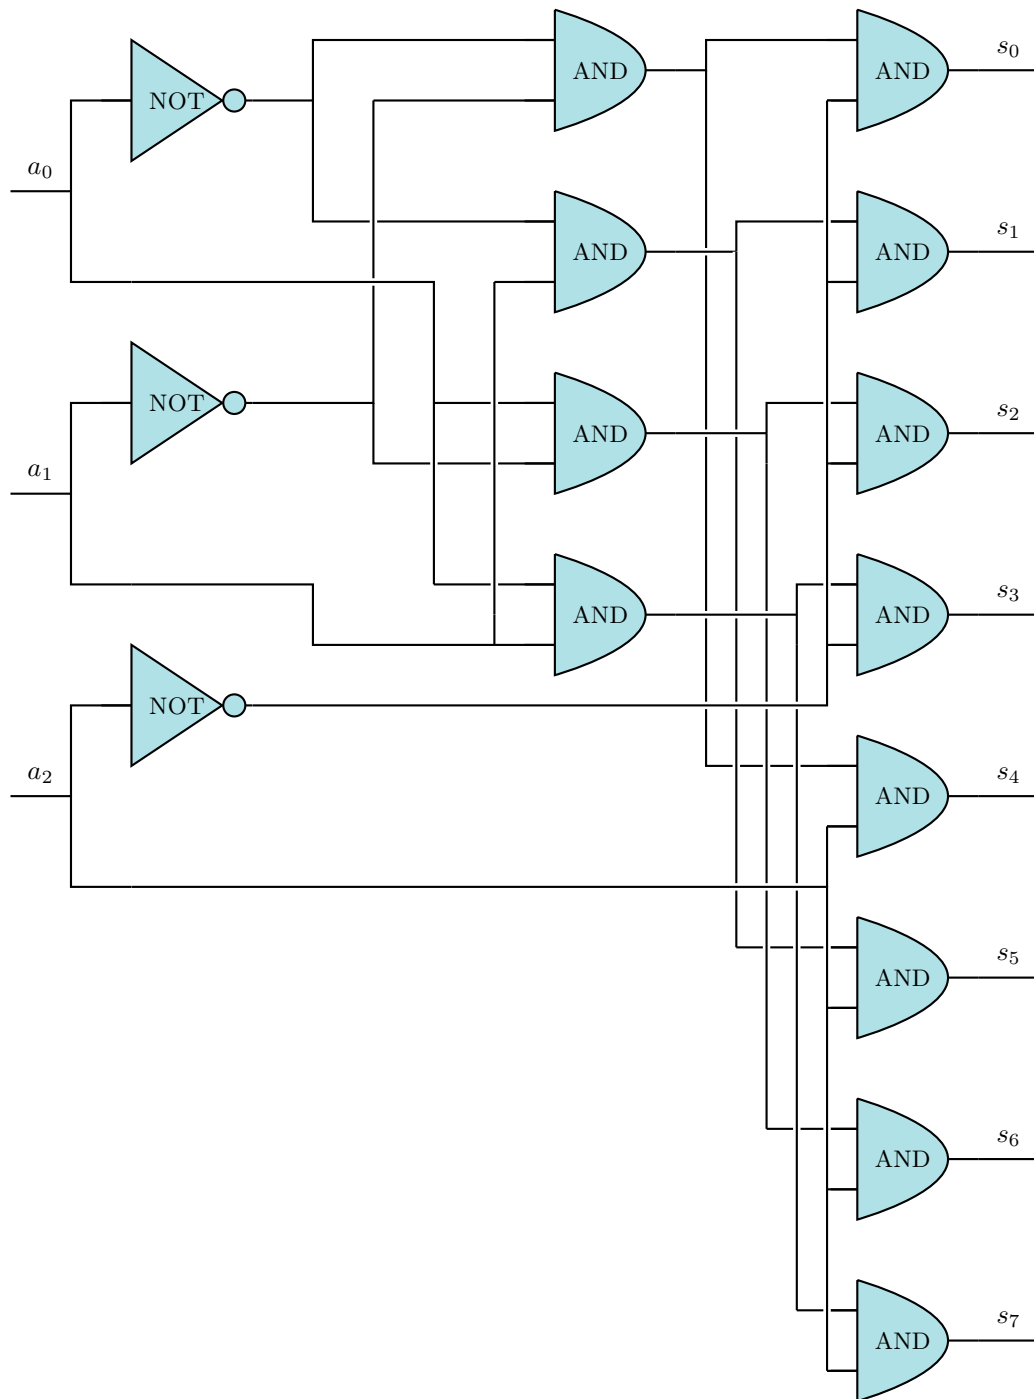 s₀
NOT AND AND
a₀
s₁
AND AND
NOT AND AND s₂
a₁
AND AND s₃
NOT
a₂ AND s₄
AND s₅
AND s₆
AND s₇